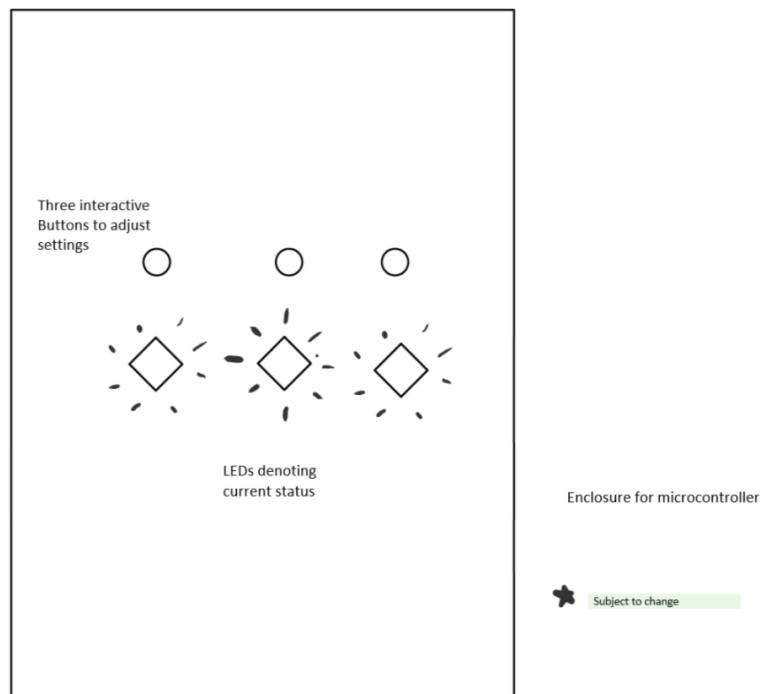 Three interactive
Buttons to adjust
settings
LEDs denoting
current status
Enclosure for microcontroller
Subject to change